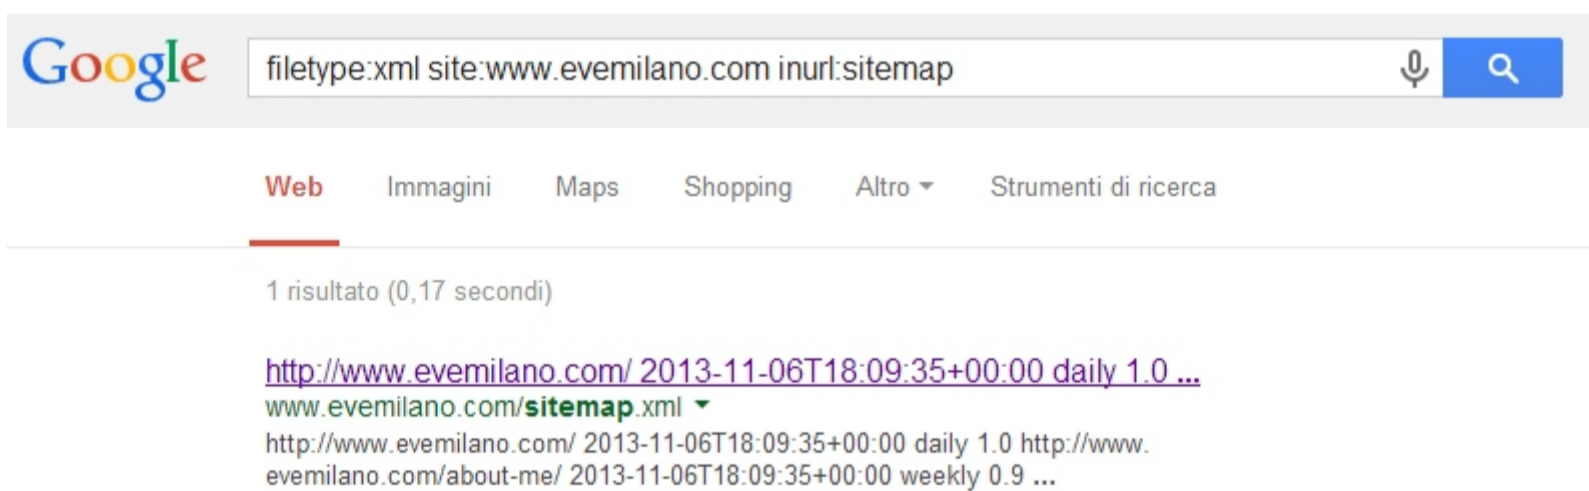 Google
filetype:xml site:www.evemilano.com inurl:sitemap
Web Immagini Maps Shopping Altro Strumenti di ricerca
1 risultato (0,17 secondi)
http://www.evemilano.com/ 2013-11-06T18:09:35+00:00 daily 1.0 ...
www.evemilano.com/sitemap.xml
http://www.evemilano.com/ 2013-11-06T18:09:35+00:00 daily 1.0 http://www.
evemilano.com/about-me/ 2013-11-06T18:09:35+00:00 weekly 0.9 ...